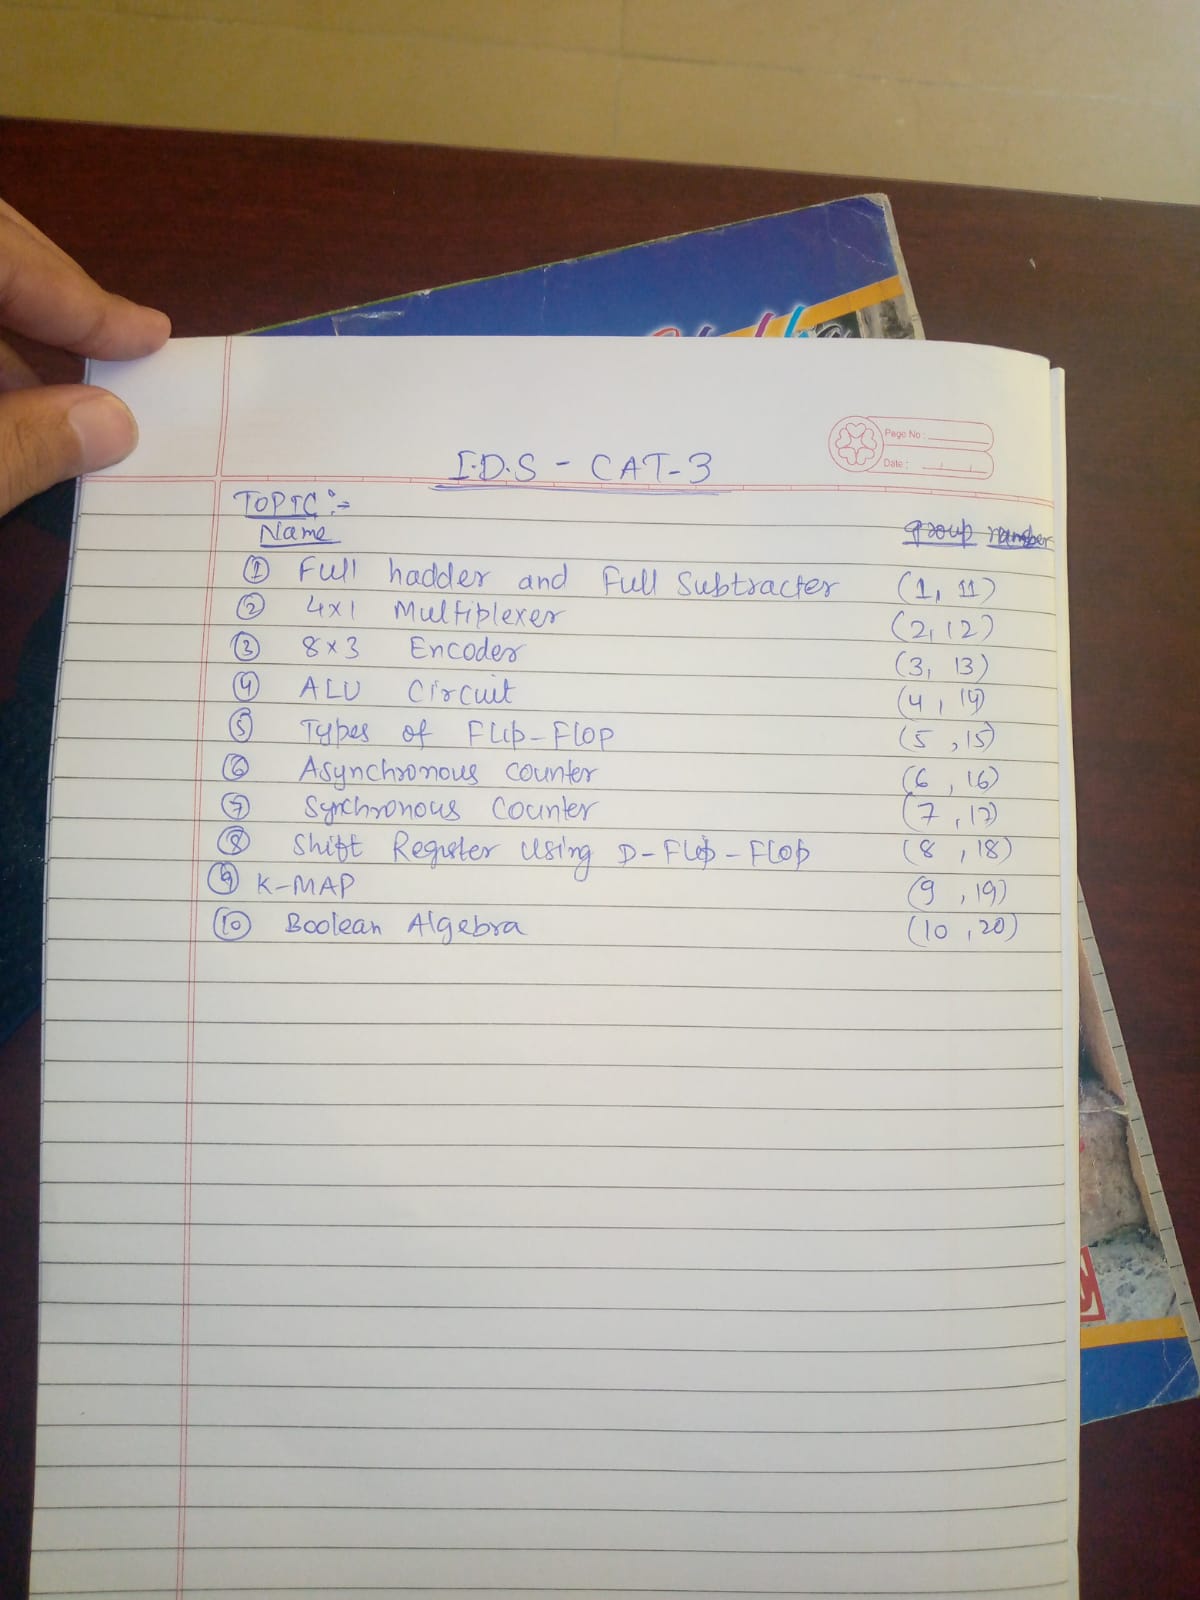 Page No :
Date :
I.D.S - CAT-3
TOPIC :-
Name group number
① Full hadder and Full Subtracter (1, 11)
② 4x1 Multiplexer (2, 12)
③ 8x3 Encoder (3, 13)
④ ALU Circuit (4, 14)
⑤ Types of Flip-Flop (5, 15)
⑥ Asynchronous counter (6, 16)
⑦ Synchronous Counter (7, 17)
⑧ Shift Register using D-Flip-Flop (8, 18)
⑨ K-MAP (9, 19)
⑩ Boolean Algebra (10, 20)